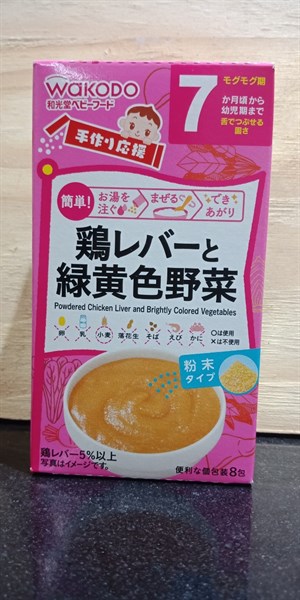 wakodo
和光堂ベビーフード
手作り応援
7
モグモグ期
か月頃から
幼児期まで
舌でつぶせる
固さ
簡単!
お湯を
注ぐ
まぜる
でき
あがり
鶏レバーと
緑黄色野菜
Powdered Chicken Liver and Brightly Colored Vegetables
卵 乳 小麦 落花生 そば えび かに
○は使用
×は不使用
粉末
タイプ
鶏レバー5%以上
写真はイメージです。
便利な個包装8包